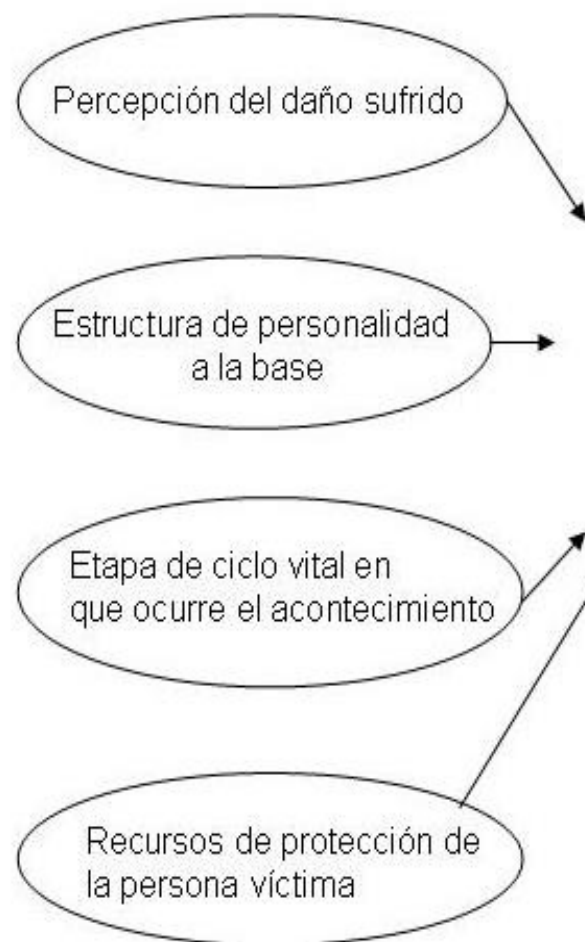 Percepción del daño sufrido
Estructura de personalidad
a la base
Etapa de ciclo vital en
que ocurre el acontecimiento
Recursos de protección de
la persona víctima